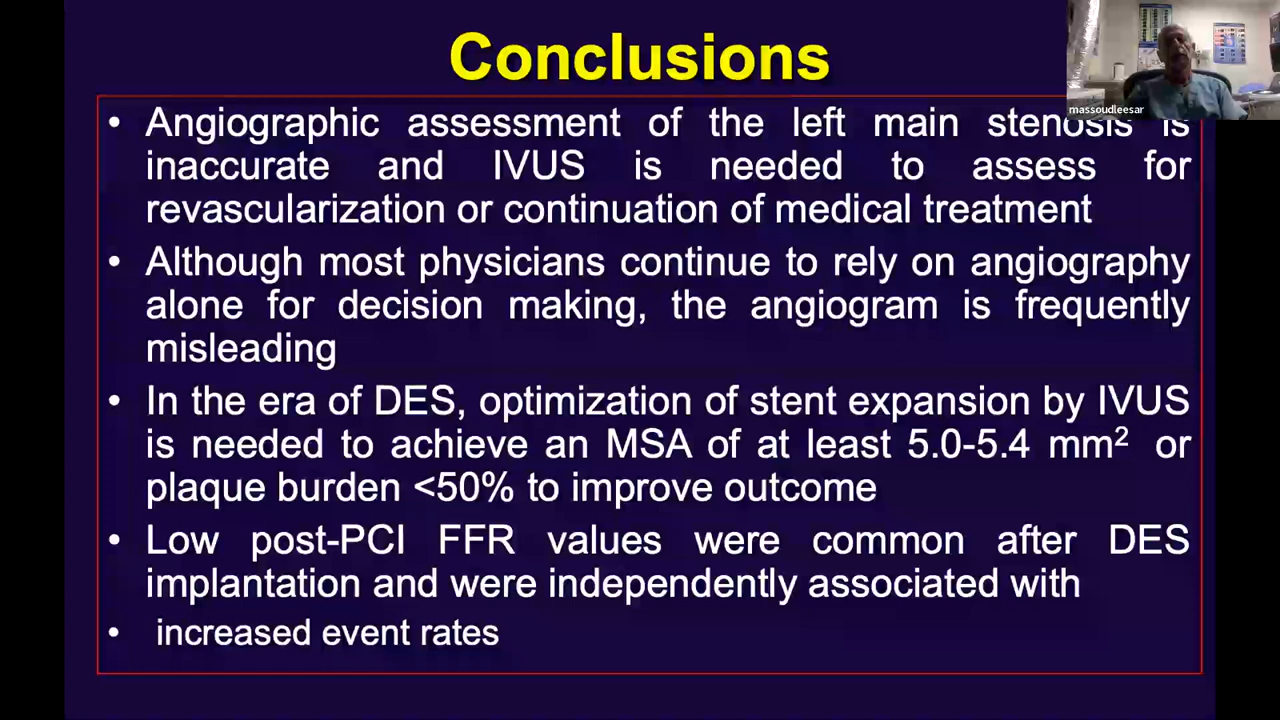 Conclusions
massoudleesar
• Angiographic assessment of the left main stenosis is
inaccurate and IVUS is needed to assess for
revascularization or continuation of medical treatment
• Although most physicians continue to rely on angiography
alone for decision making, the angiogram is frequently
misleading
• In the era of DES, optimization of stent expansion by IVUS
is needed to achieve an MSA of at least 5.0-5.4 mm² or
plaque burden <50% to improve outcome
• Low post-PCI FFR values were common after DES
implantation and were independently associated with
• increased event rates